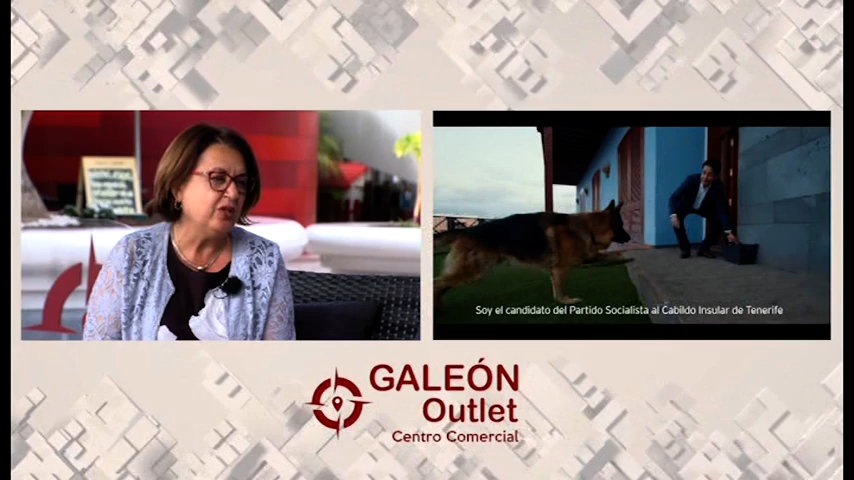 Soy el candidato del Partido Socialista al Cabildo Insular de Tenerife
GALEÓN
Outlet
Centro Comercial